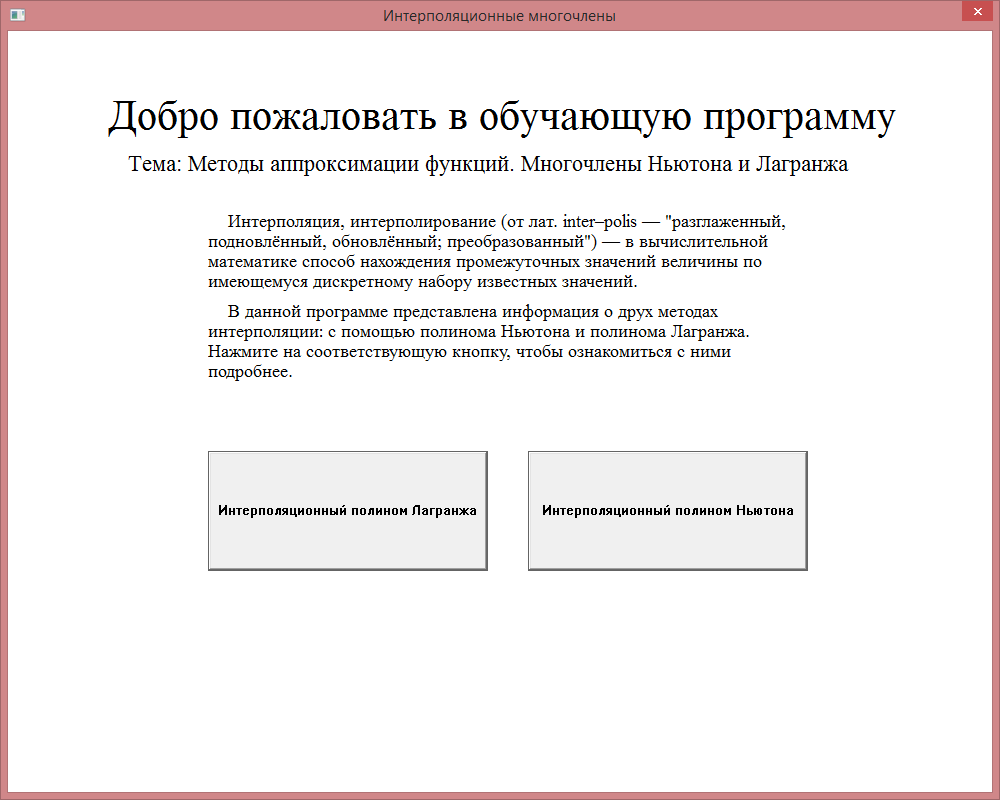 Интерполяционные многочлены
Добро пожаловать в обучающую программу
Тема: Методы аппроксимации функций. Многочлены Ньютона и Лагранжа
Интерполяция, интерполирование (от лат. inter–polis — "разглаженный,
подновлённый, обновлённый; преобразованный") — в вычислительной
математике способ нахождения промежуточных значений величины по
имеющемуся дискретному набору известных значений.
В данной программе представлена информация о друх методах
интерполяции: с помощью полинома Ньютона и полинома Лагранжа.
Нажмите на соответствующую кнопку, чтобы ознакомиться с ними
подробнее.
Интерполяционный полином Лагранжа
Интерполяционный полином Ньютона